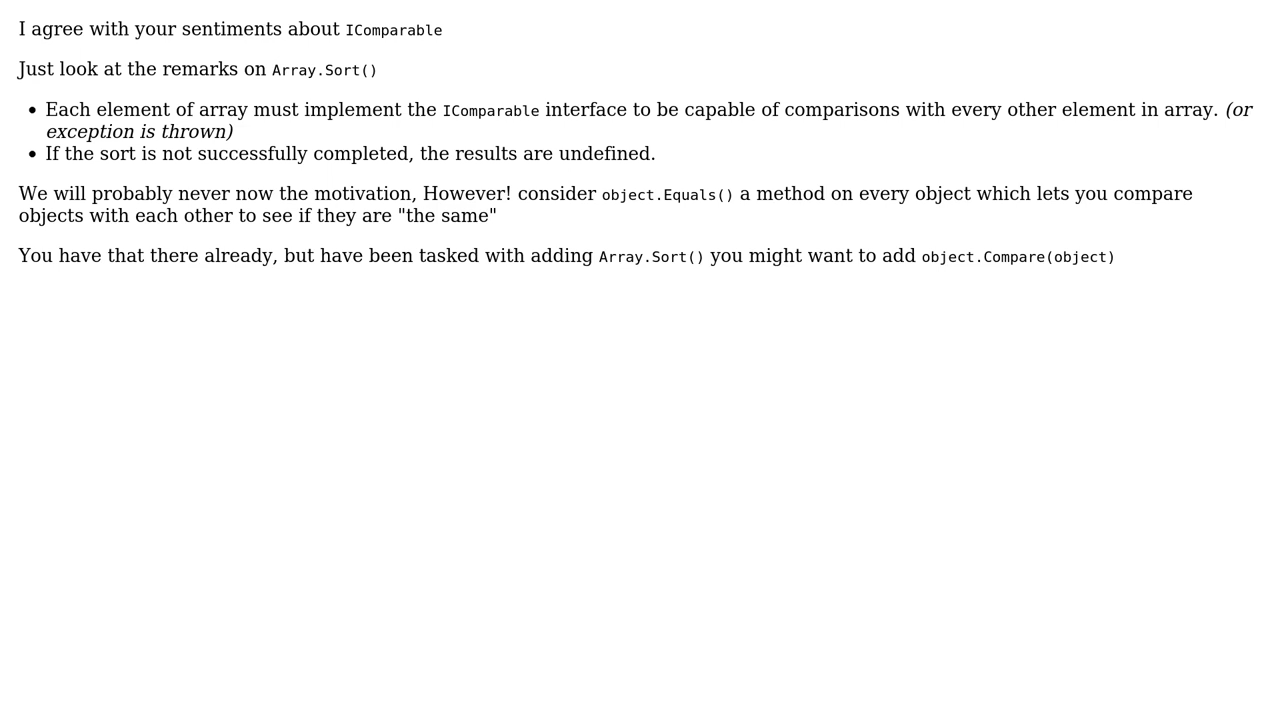 I agree with your sentiments about IComparable
Just look at the remarks on Array.Sort()
• Each element of array must implement the IComparable interface to be capable of comparisons with every other element in array. (or
exception is thrown)
• If the sort is not successfully completed, the results are undefined.
We will probably never now the motivation, However! consider object.Equals() a method on every object which lets you compare
objects with each other to see if they are "the same"
You have that there already, but have been tasked with adding Array.Sort() you might want to add object.Compare(object)